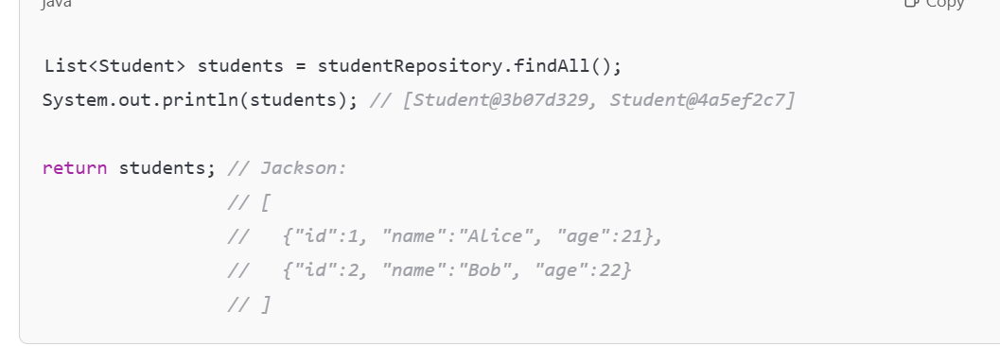 java
Copy
List<Student> students = studentRepository.findAll();
System.out.println(students); // [Student@3b07d329, Student@4a5ef2c7]
return students; // Jackson:
// [
//   {"id":1, "name":"Alice", "age":21},
//   {"id":2, "name":"Bob", "age":22}
// ]